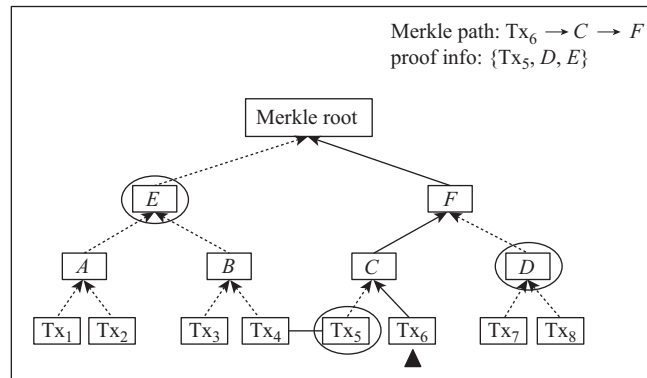 Merkle path: Tx₆ → C → F
proof info: {Tx₅, D, E}
Merkle root
E F
A B C D
Tx₁ Tx₂ Tx₃ Tx₄ Tx₅ Tx₆ Tx₇ Tx₈